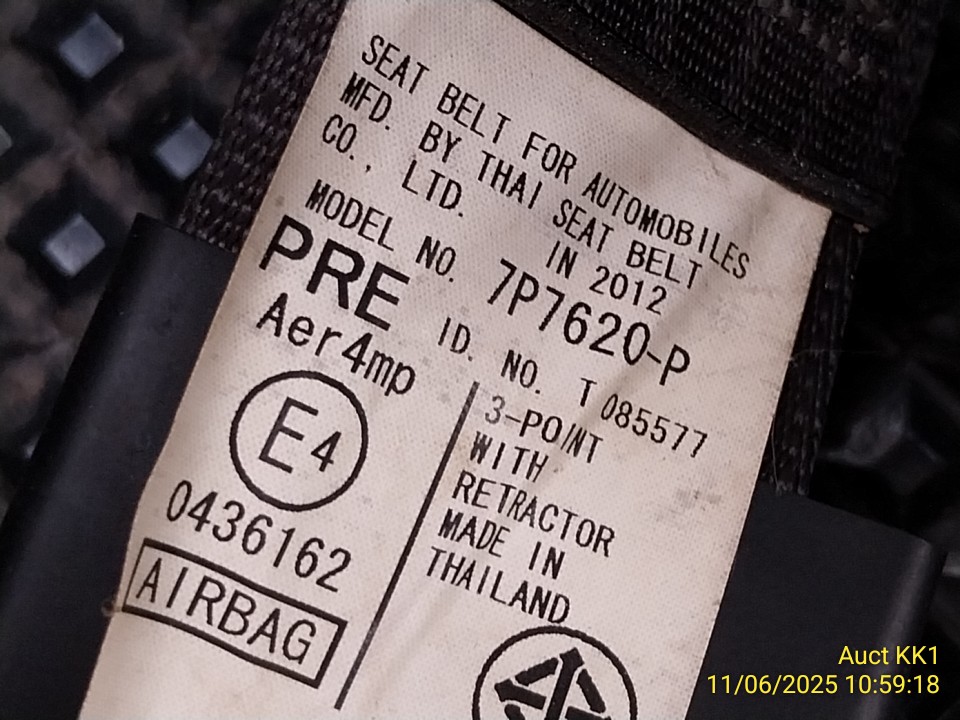 SEAT BELT FOR AUTOMOBILES
MFD. BY THAI SEAT BELT
CO., LTD. IN 2012
MODEL NO. 7P7620-P
PRE ID. NO. T 085577
Aer4mp
E4
0436162
AIRBAG
3-POINT
WITH
RETRACTOR
MADE IN
THAILAND
Auct KK1
11/06/2025 10:59:18